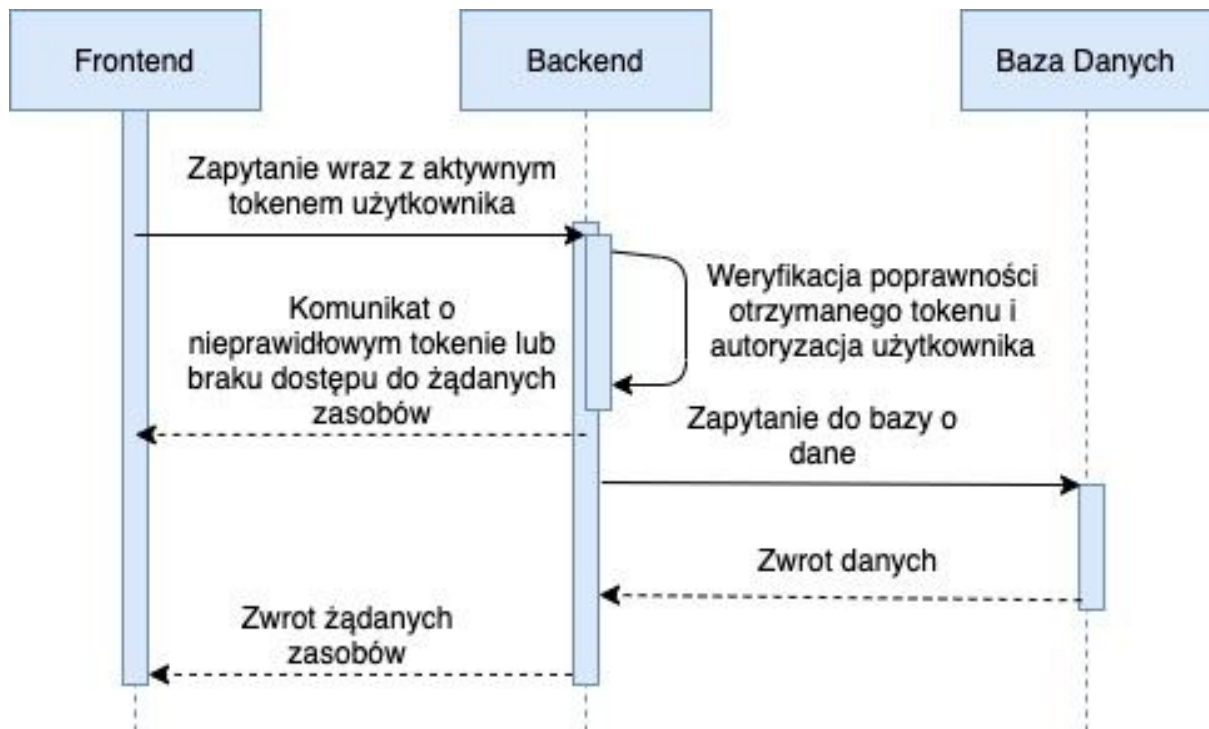 Frontend
Backend
Baza Danych
Zapytanie wraz z aktywnym
tokenem użytkownika
Weryfikacja poprawności
otrzymanego tokenu i
autoryzacja użytkownika
Komunikat o
nieprawidłowym tokenie lub
braku dostępu do żądanych
zasobów
Zapytanie do bazy o
dane
Zwrot danych
Zwrot żądanych
zasobów